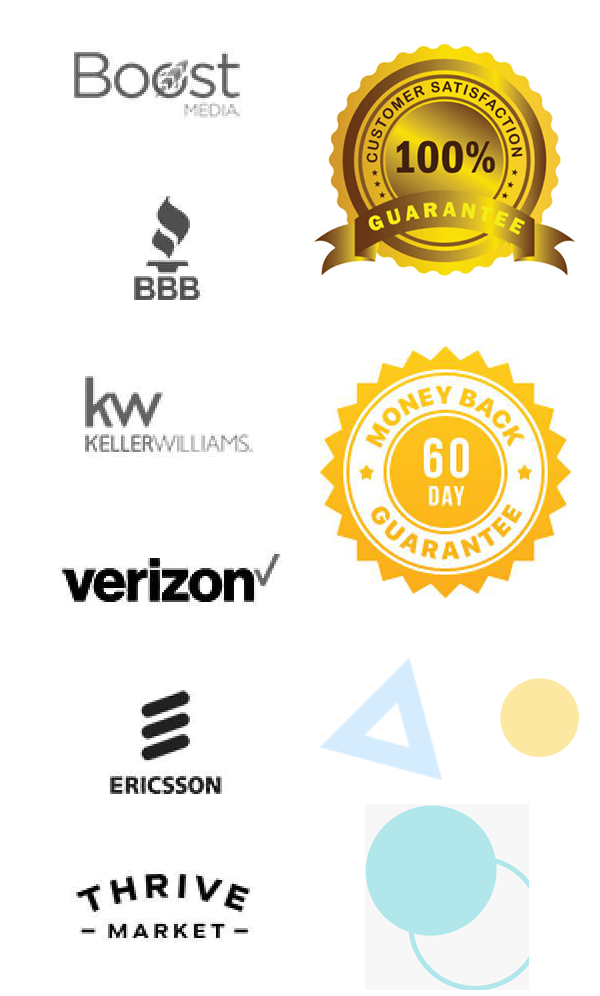 Boost
MEDIA
BBB
kw
KELLERWILLIAMS.
verizon
ERICSSON
THRIVE
– MARKET –
CUSTOMER SATISFACTION
100%
GUARANTEE
MONEY BACK
60
DAY
GUARANTEE